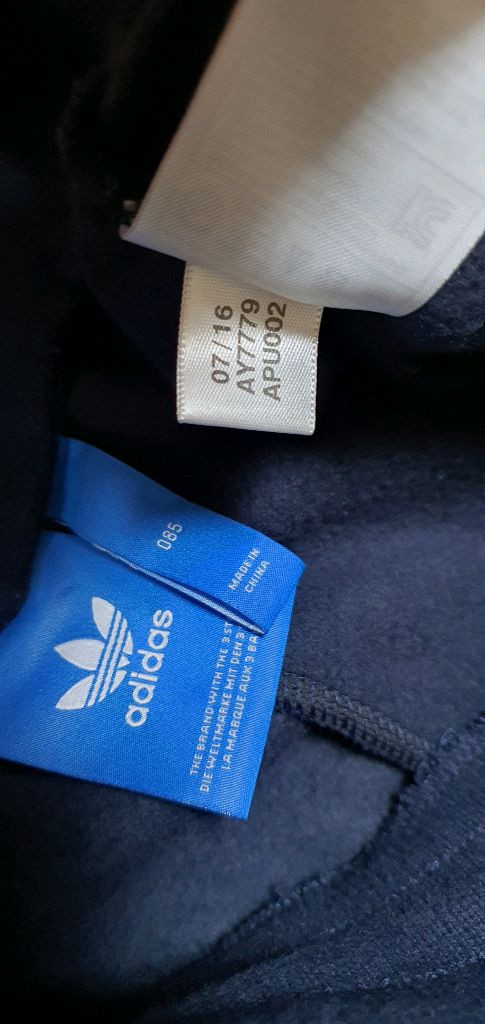 07/16
AY7779
APU002
085
MADE IN
CHINA
adidas
THE BRAND WITH THE 3 ST
DIE WELTMARKE MIT DEN 3
LA MARQUE AUX 3 BA